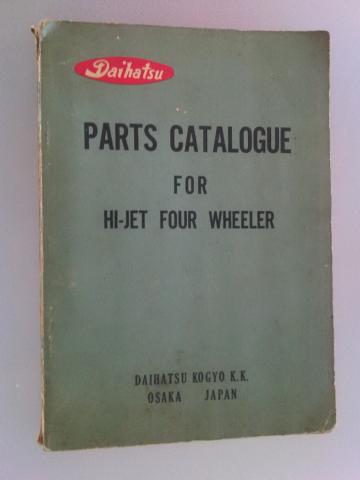 Daihatsu
PARTS CATALOGUE
FOR
HI-JET FOUR WHEELER
DAIHATSU KOGYO K.K.
OSAKA JAPAN